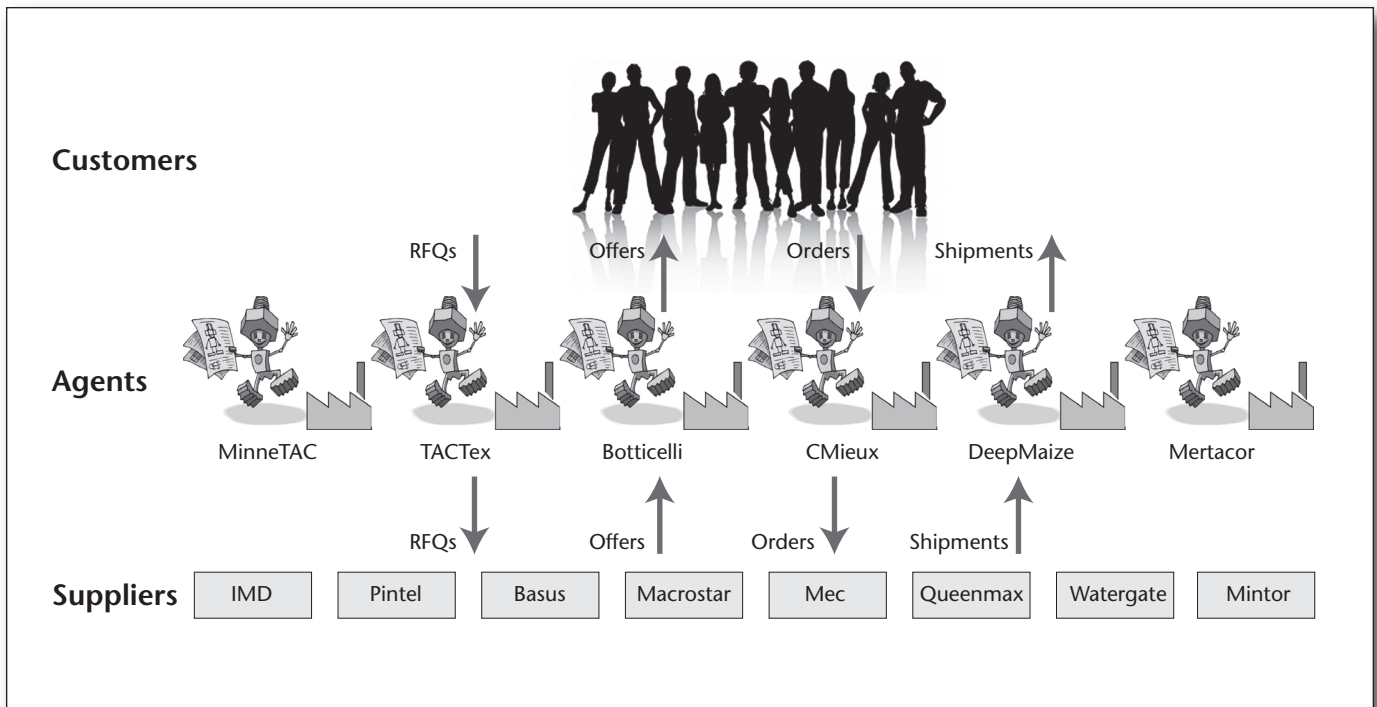 Customers
RFQs Offers Orders Shipments
Agents
MinneTAC TACTex Botticelli CMieux DeepMaize Mertacor
RFQs Offers Orders Shipments
Suppliers IMD Pintel Basus Macrostar Mec Queenmax Watergate Mintor